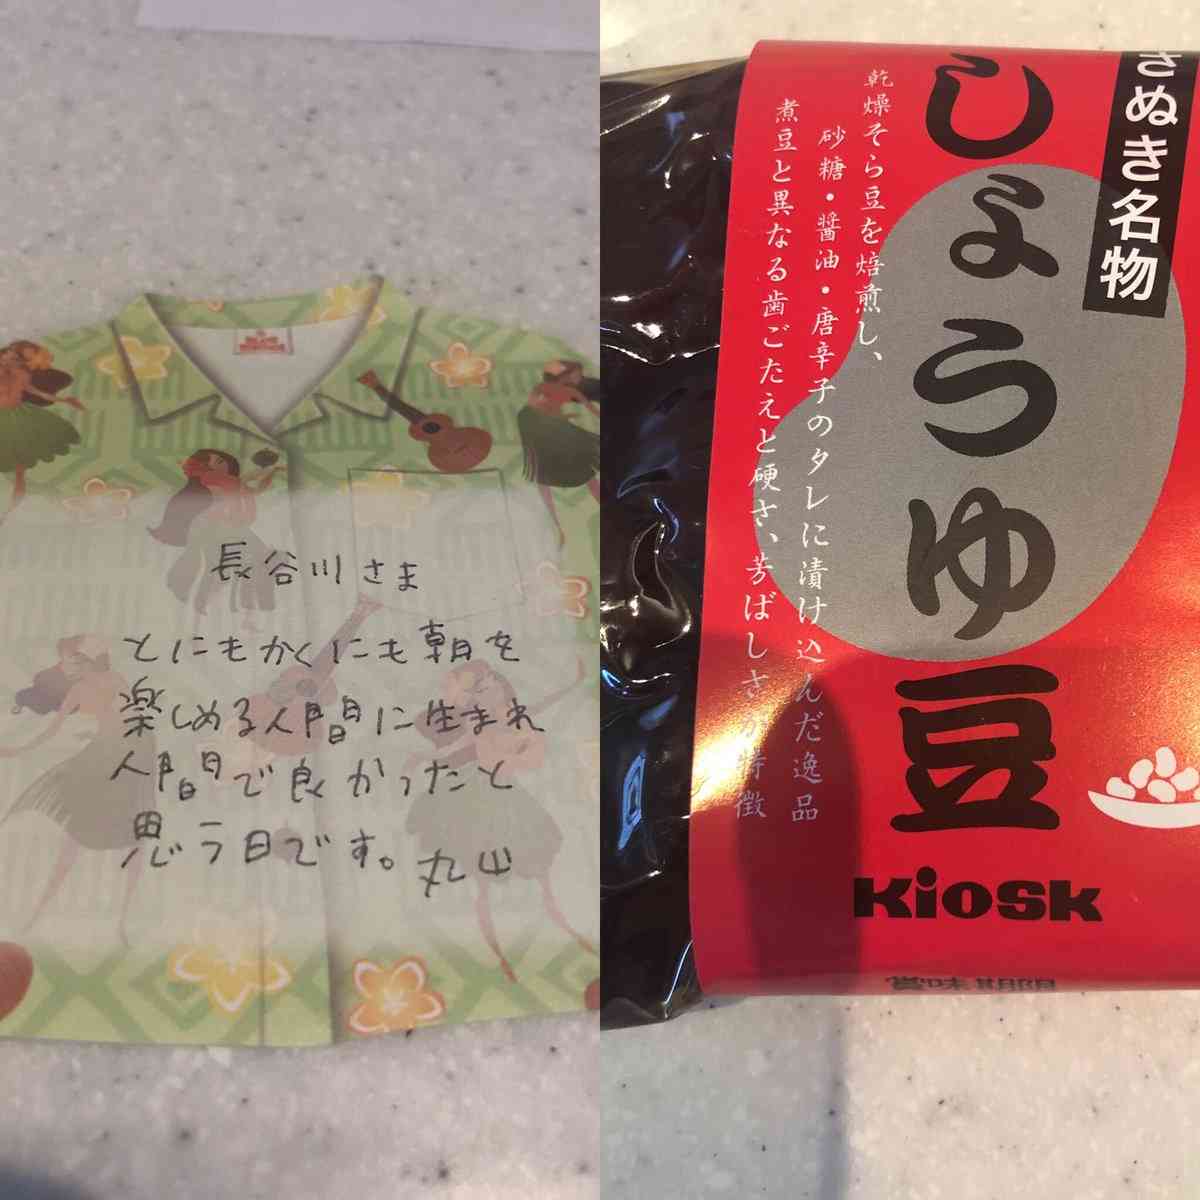 長谷川さま
とにもかくにも朝を
楽しめる人間に生まれ
人間で良かったと
思う日です。丸山
さぬき名物
しょうゆ豆
乾燥そら豆を焙煎し、
砂糖・醤油・唐辛子のタレに漬け込んだ逸品
煮豆と異なる歯ごたえと硬さ、芳ばしさが特徴
Kiosk
賞味期限